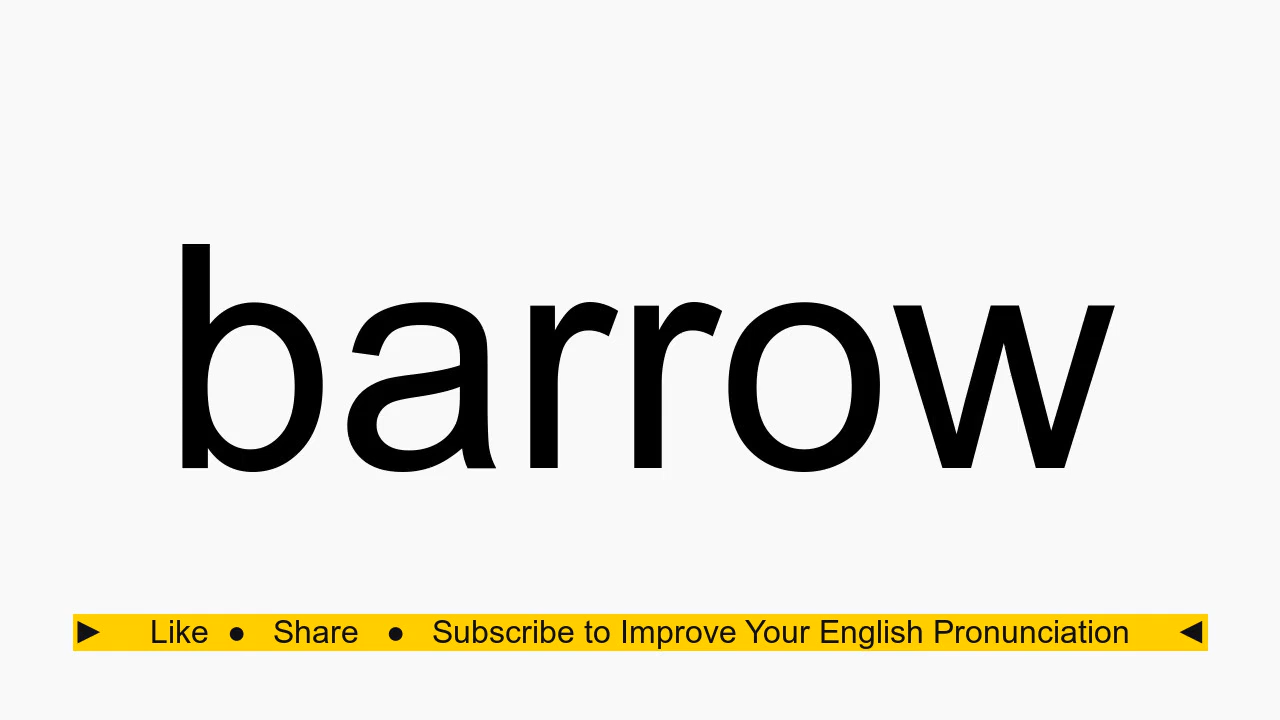 barrow
► Like ● Share ● Subscribe to Improve Your English Pronunciation ◄